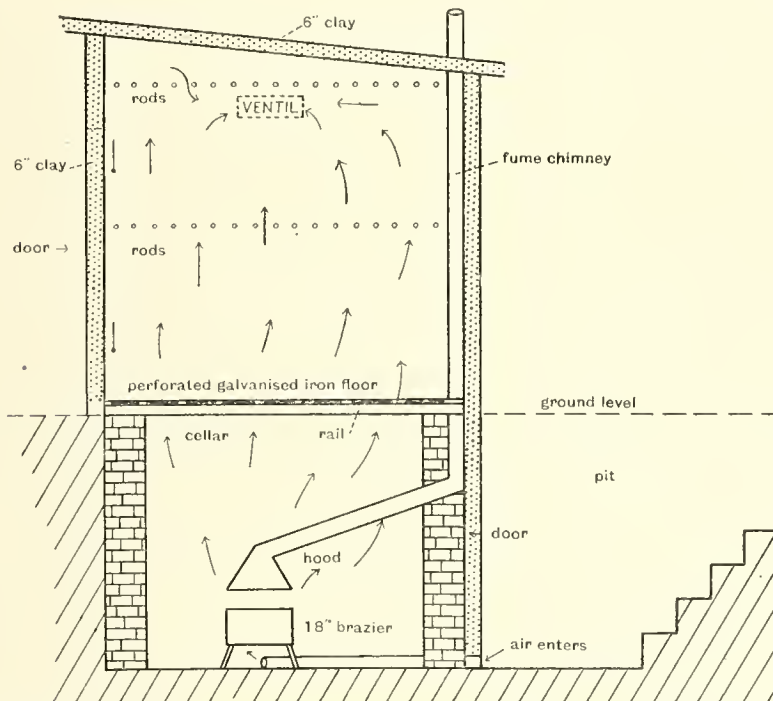 6" clay
rods
VENTIL
6" clay
fume chimney
door
rods
perforated galvanised iron floor
ground level
cellar
rail
pit
door
hood
18" brazier
air enters